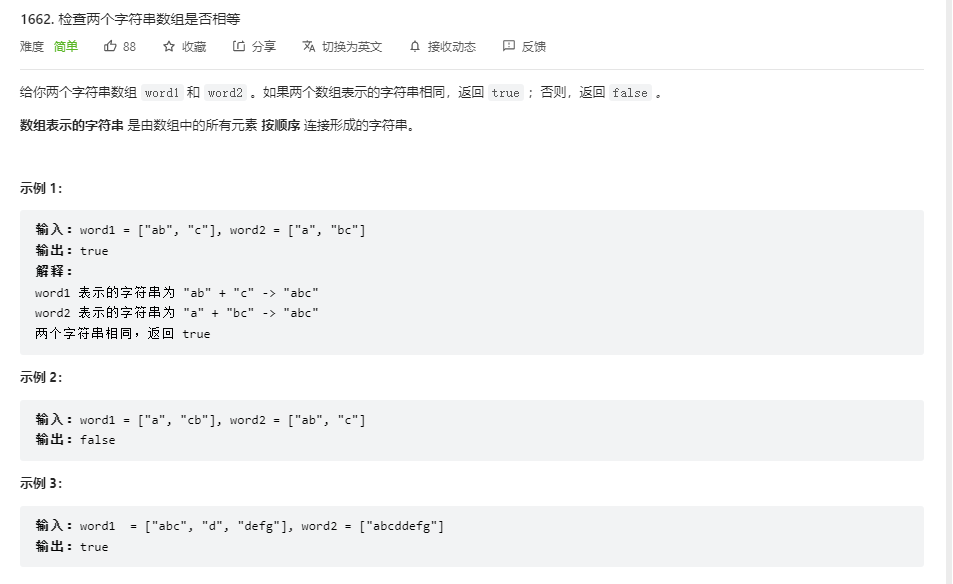 1662. 检查两个字符串数组是否相等
难度 简单 88 收藏 分享 切换为英文 接收动态 反馈
给你两个字符串数组 word1 和 word2 。如果两个数组表示的字符串相同，返回 true ；否则，返回 false 。
数组表示的字符串 是由数组中的所有元素 按顺序 连接形成的字符串。
示例 1：
输入：word1 = ["ab", "c"], word2 = ["a", "bc"]
输出：true
解释：
word1 表示的字符串为 "ab" + "c" -> "abc"
word2 表示的字符串为 "a" + "bc" -> "abc"
两个字符串相同，返回 true
示例 2：
输入：word1 = ["a", "cb"], word2 = ["ab", "c"]
输出：false
示例 3：
输入：word1  = ["abc", "d", "defg"], word2 = ["abcddefg"]
输出：true